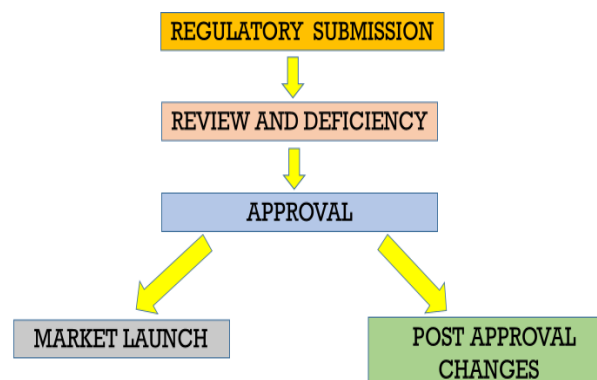 REGULATORY SUBMISSION
REVIEW AND DEFICIENCY
APPROVAL
MARKET LAUNCH
POST APPROVAL
CHANGES